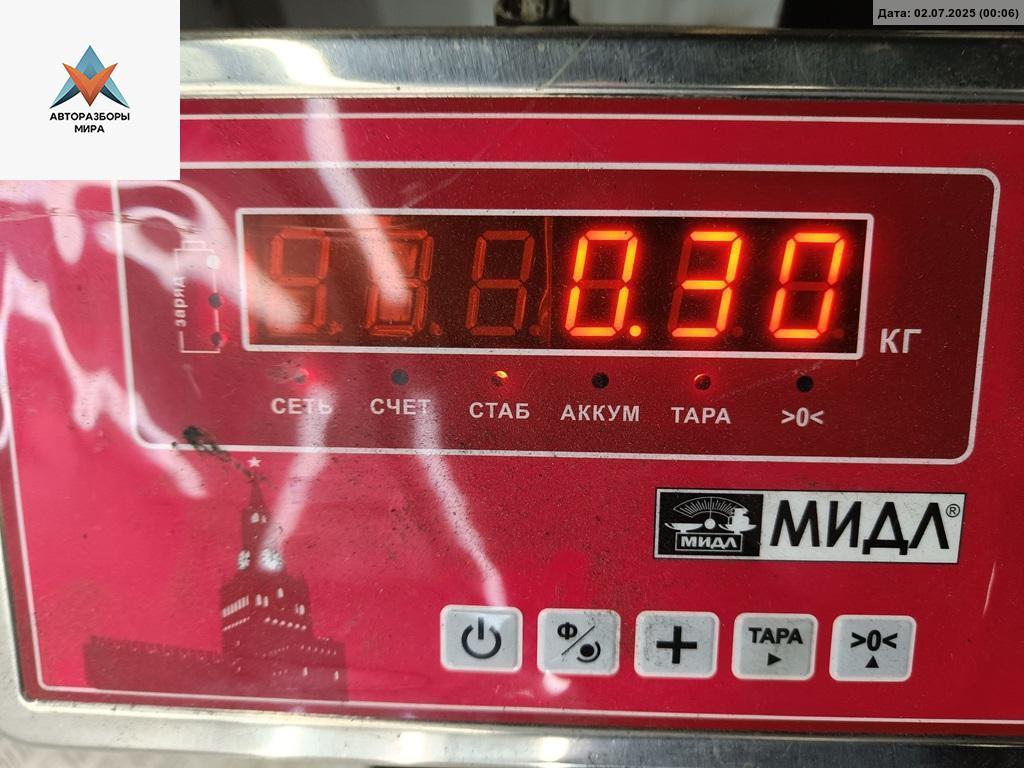 Дата: 02.07.2025 (00:06)
АВТОРАЗБОРЫ
МИРА
заряд
0.30
КГ
СЕТЬ СЧЕТ СТАБ АККУМ ТАРА >0<
МИДЛ
МИДЛ®
Ф
ТАРА
>0<